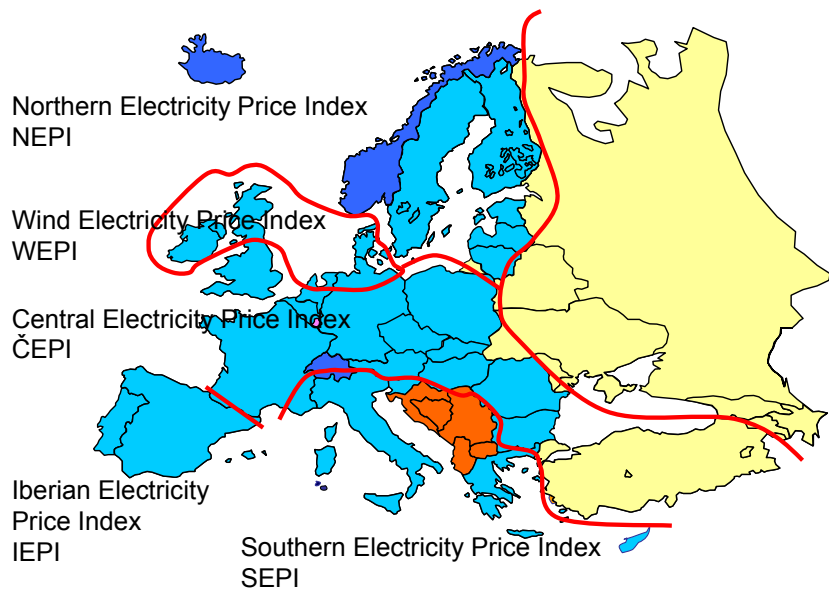 Northern Electricity Price Index
NEPI
Wind Electricity Price Index
WEPI
Central Electricity Price Index
ČEPI
Iberian Electricity
Price Index
IEPI
Southern Electricity Price Index
SEPI